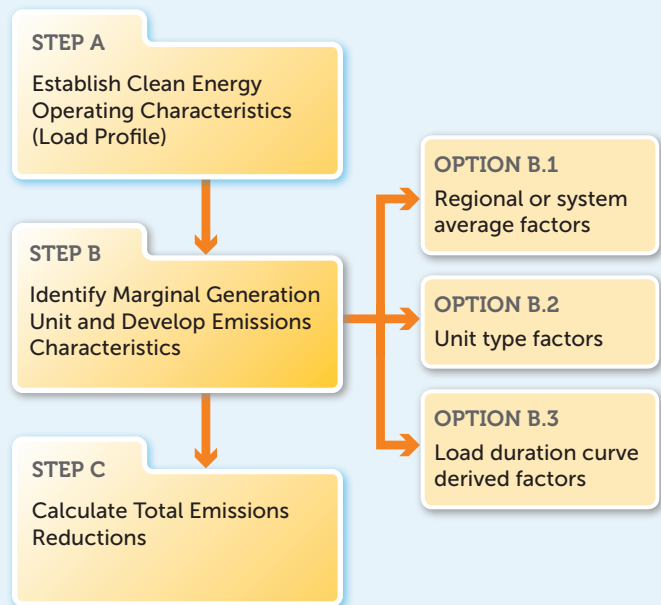 STEP A
Establish Clean Energy
Operating Characteristics
(Load Profile)
STEP B
Identify Marginal Generation
Unit and Develop Emissions
Characteristics
OPTION B.1
Regional or system
average factors
OPTION B.2
Unit type factors
OPTION B.3
Load duration curve
derived factors
STEP C
Calculate Total Emissions
Reductions